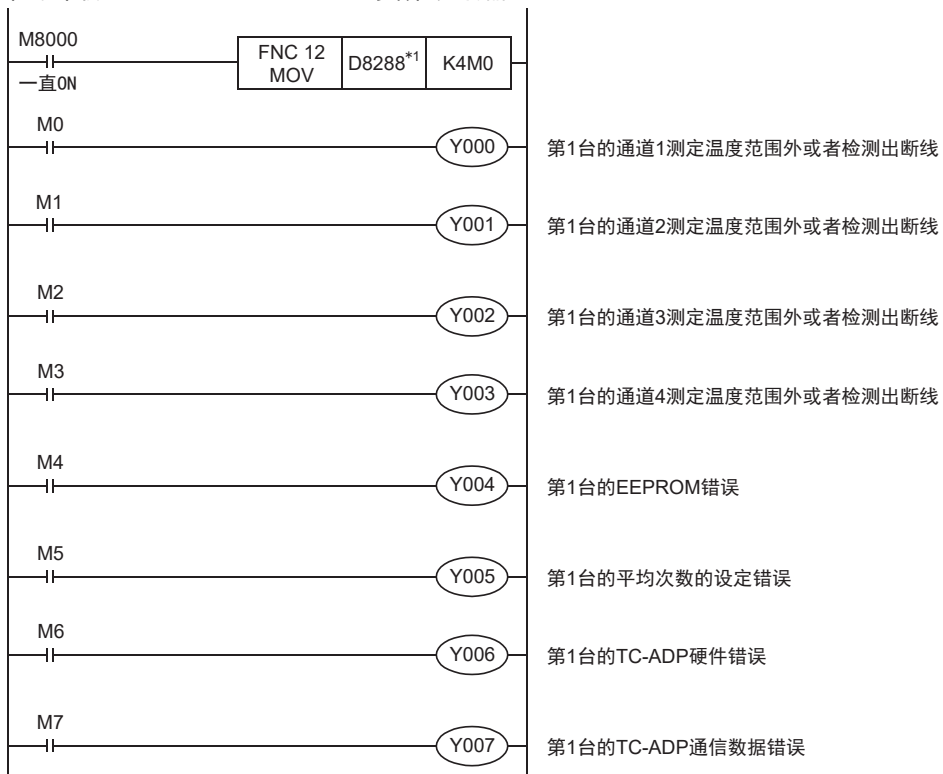 M8000
FNC 12
MOV
D8288*1
K4M0
一直ON
M0
Y000
第1台的通道1测定温度范围外或者检测出断线
M1
Y001
第1台的通道2测定温度范围外或者检测出断线
M2
Y002
第1台的通道3测定温度范围外或者检测出断线
M3
Y003
第1台的通道4测定温度范围外或者检测出断线
M4
Y004
第1台的EEPROM错误
M5
Y005
第1台的平均次数的设定错误
M6
Y006
第1台的TC-ADP硬件错误
M7
Y007
第1台的TC-ADP通信数据错误